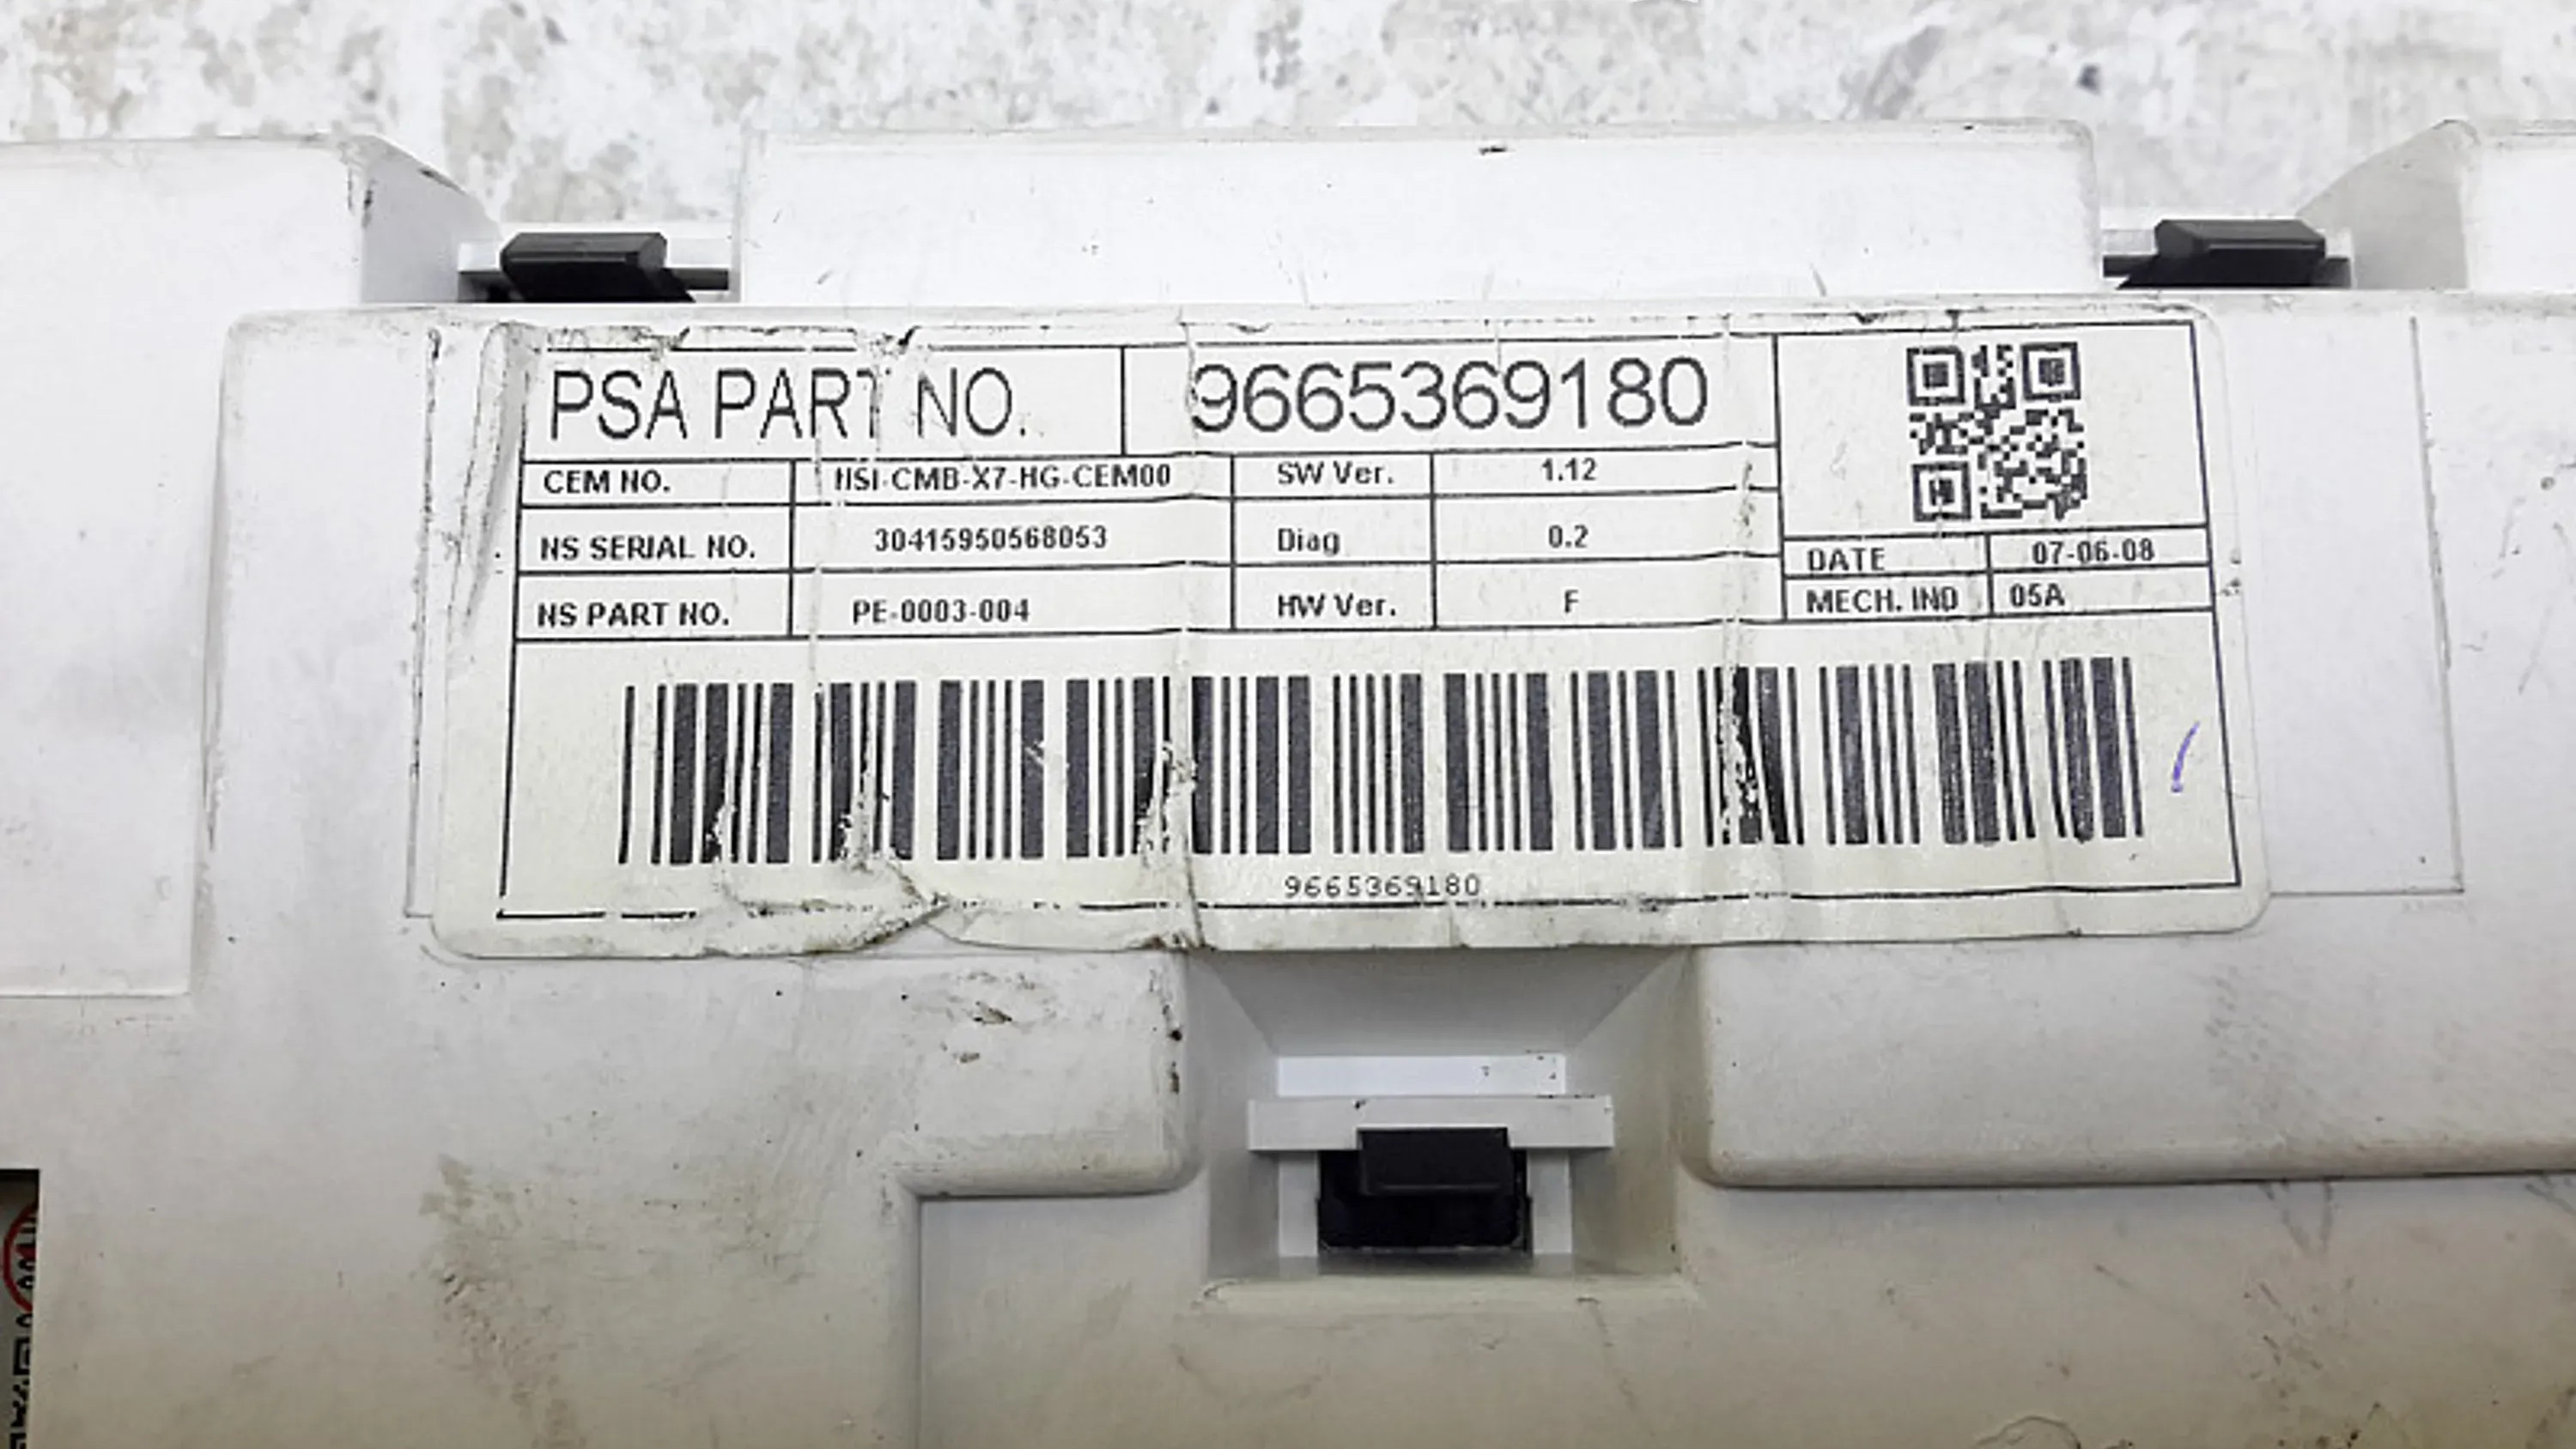 PSA PART NO. 9665369180
CEM NO. NSI-CMB-X7-HG-CEM00 SW Ver. 1.12
NS SERIAL NO. 30415950568053 Diag 0.2
DATE 07-06-08
NS PART NO. PE-0003-004 HW Ver. F
MECH. IND 05A
9665369180